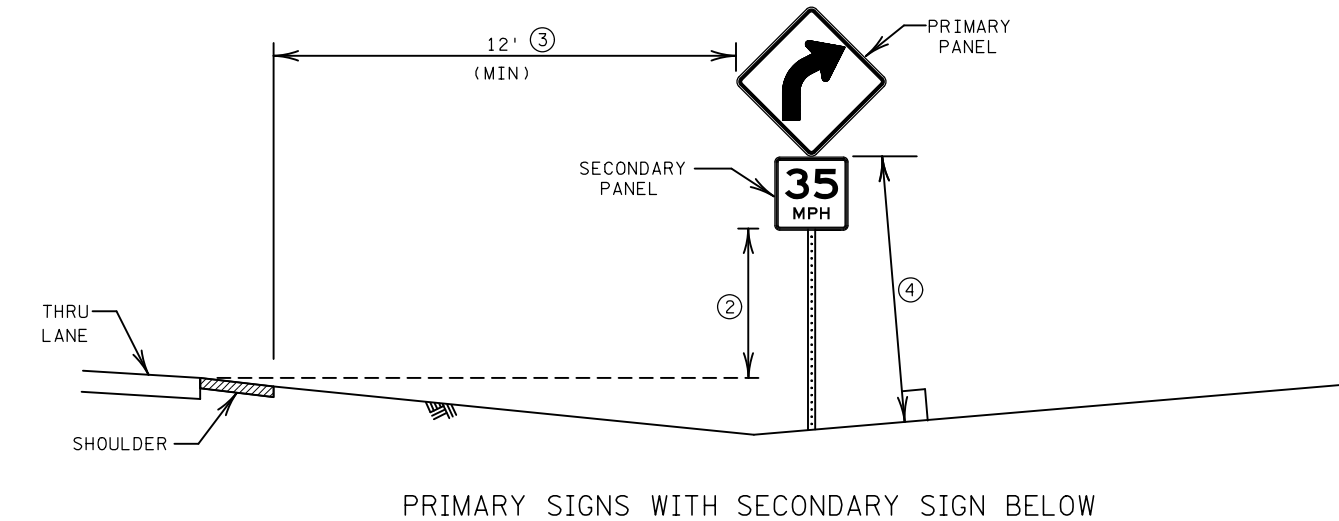 12' ③
(MIN)
PRIMARY
PANEL
SECONDARY
PANEL
35
MPH
②
④
THRU
LANE
SHOULDER
PRIMARY SIGNS WITH SECONDARY SIGN BELOW